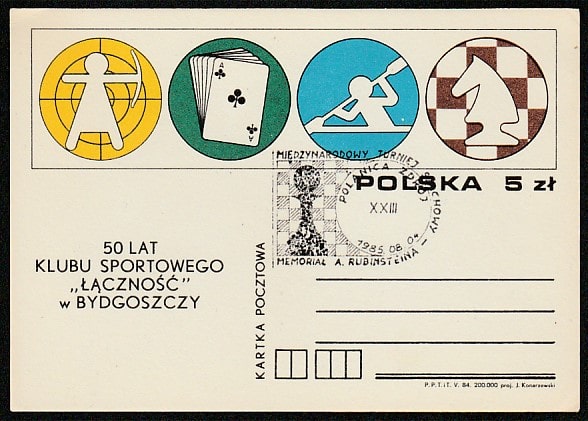 A
A
MIĘDZYNARODOWY TURNIEJ SZACHOWY –
POLANICA ZDRÓJ
POLSKA 5 zł
XXIII
1985.08.04
MEMORIAŁ A. RUBINSTEINA
50 LAT
KLUBU SPORTOWEGO
„ŁĄCZNOŚĆ"
w BYDGOSZCZY
KARTKA POCZTOWA
P.P.T.iT. V. 84. 200.000 proj. J. Konarzewski